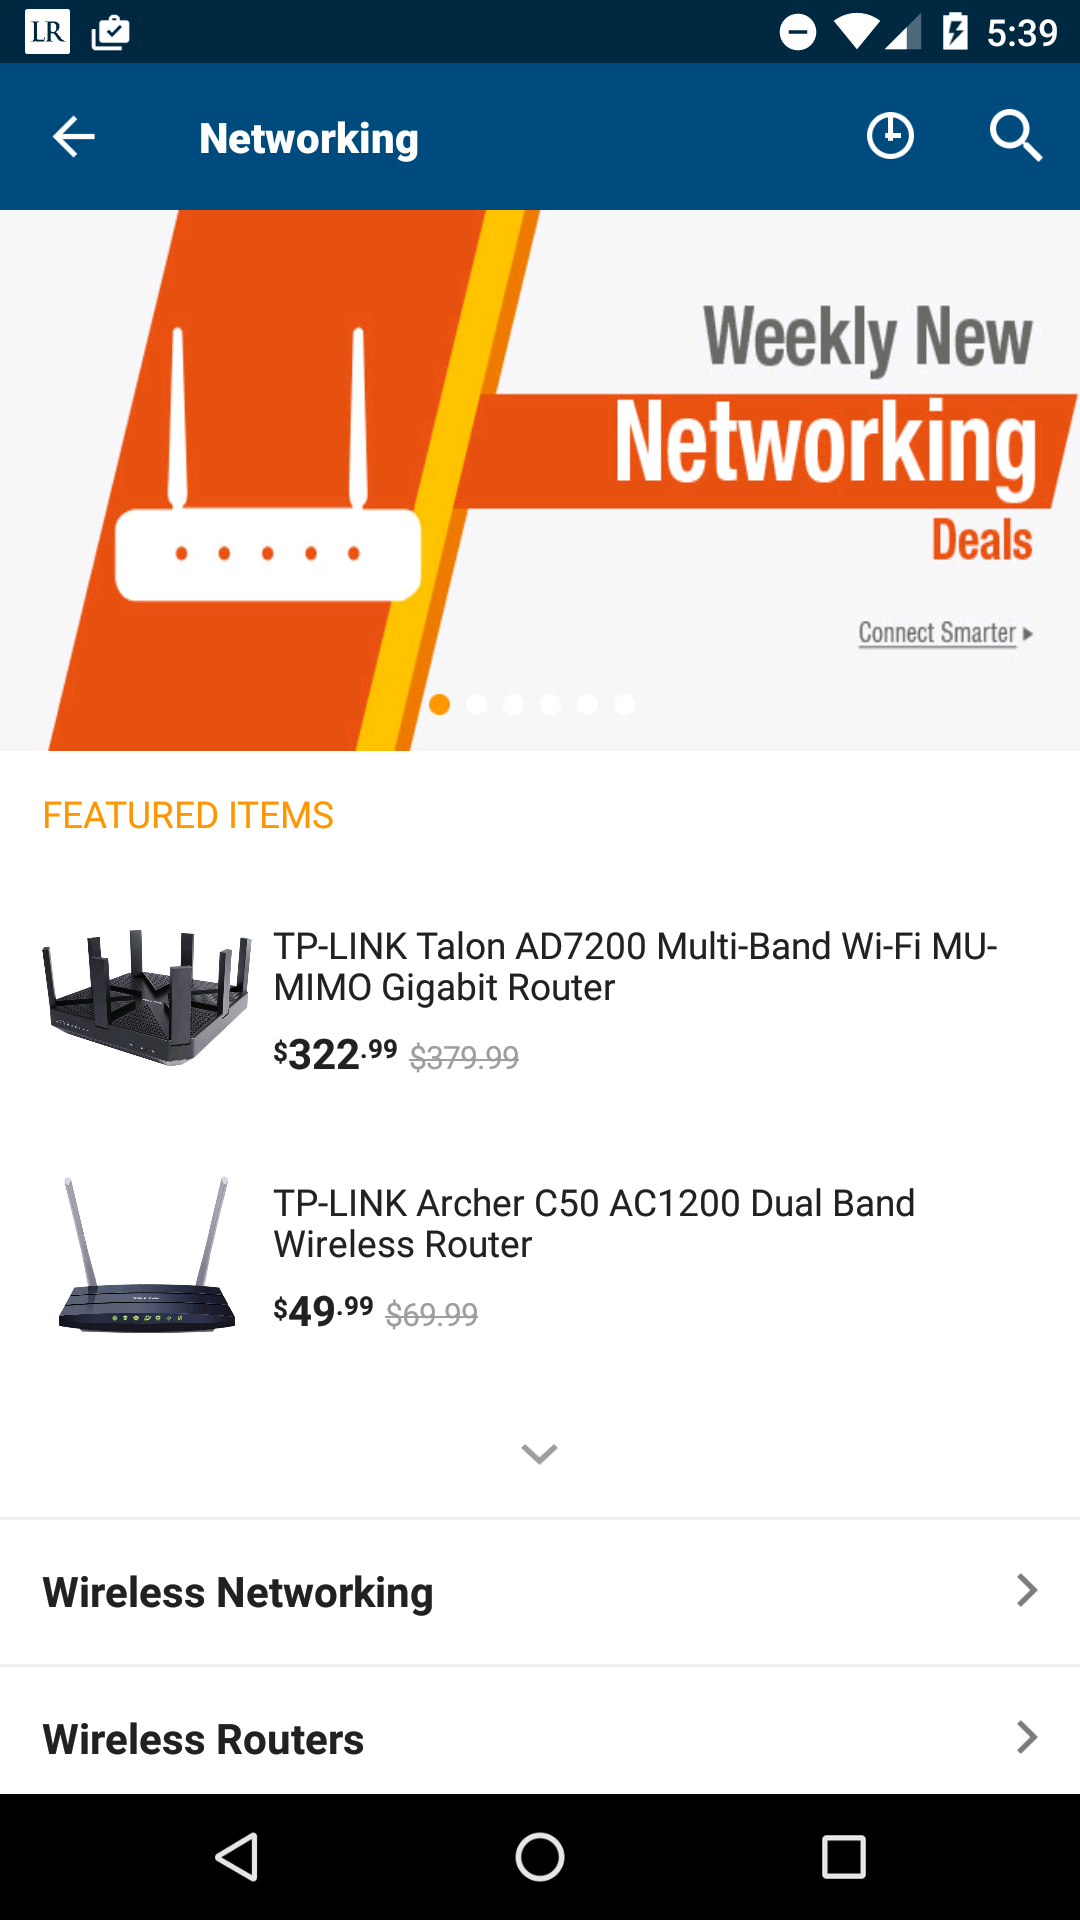 LR
5:39
Networking
Weekly New
Networking
Deals
Connect Smarter
FEATURED ITEMS
TP-LINK Talon AD7200 Multi-Band Wi-Fi MU-
MIMO Gigabit Router
$322.99 $379.99
TP-LINK Archer C50 AC1200 Dual Band
Wireless Router
$49.99 $69.99
Wireless Networking
Wireless Routers